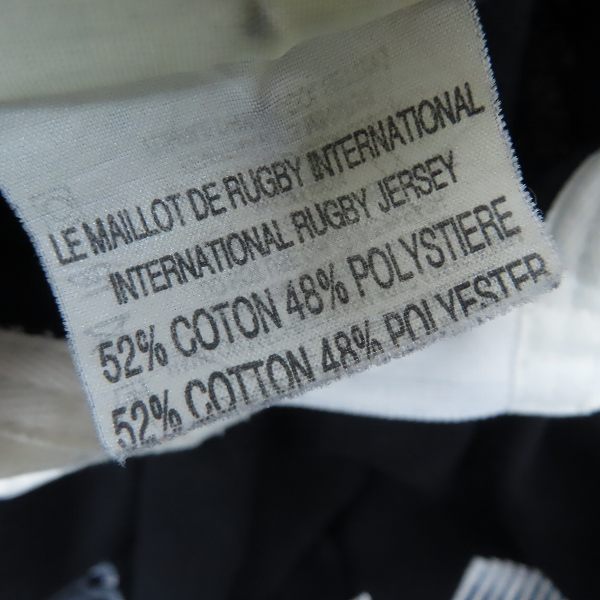 LE MAILLOT DE RUGBY INTERNATIONAL
INTERNATIONAL RUGBY JERSEY
52% COTON 48% POLYSTIERE
52% COTTON 48% POLYESTER